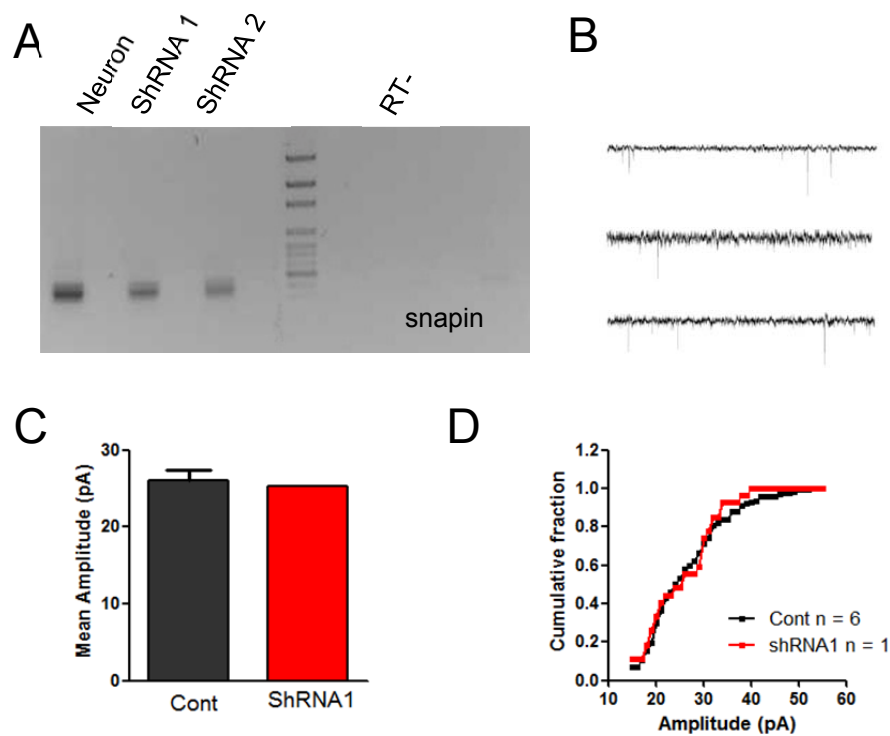 A
Neuron
ShRNA 1
ShRNA 2
RT-
snapin
B
C
Mean Amplitude (pA)
30
20
10
0
Cont
ShRNA1
D
Cumulative fraction
1.2
1.0
0.8
0.6
0.4
0.2
0.0
10
20
30
40
50
60
Amplitude (pA)
Cont n = 6
shRNA1 n = 1